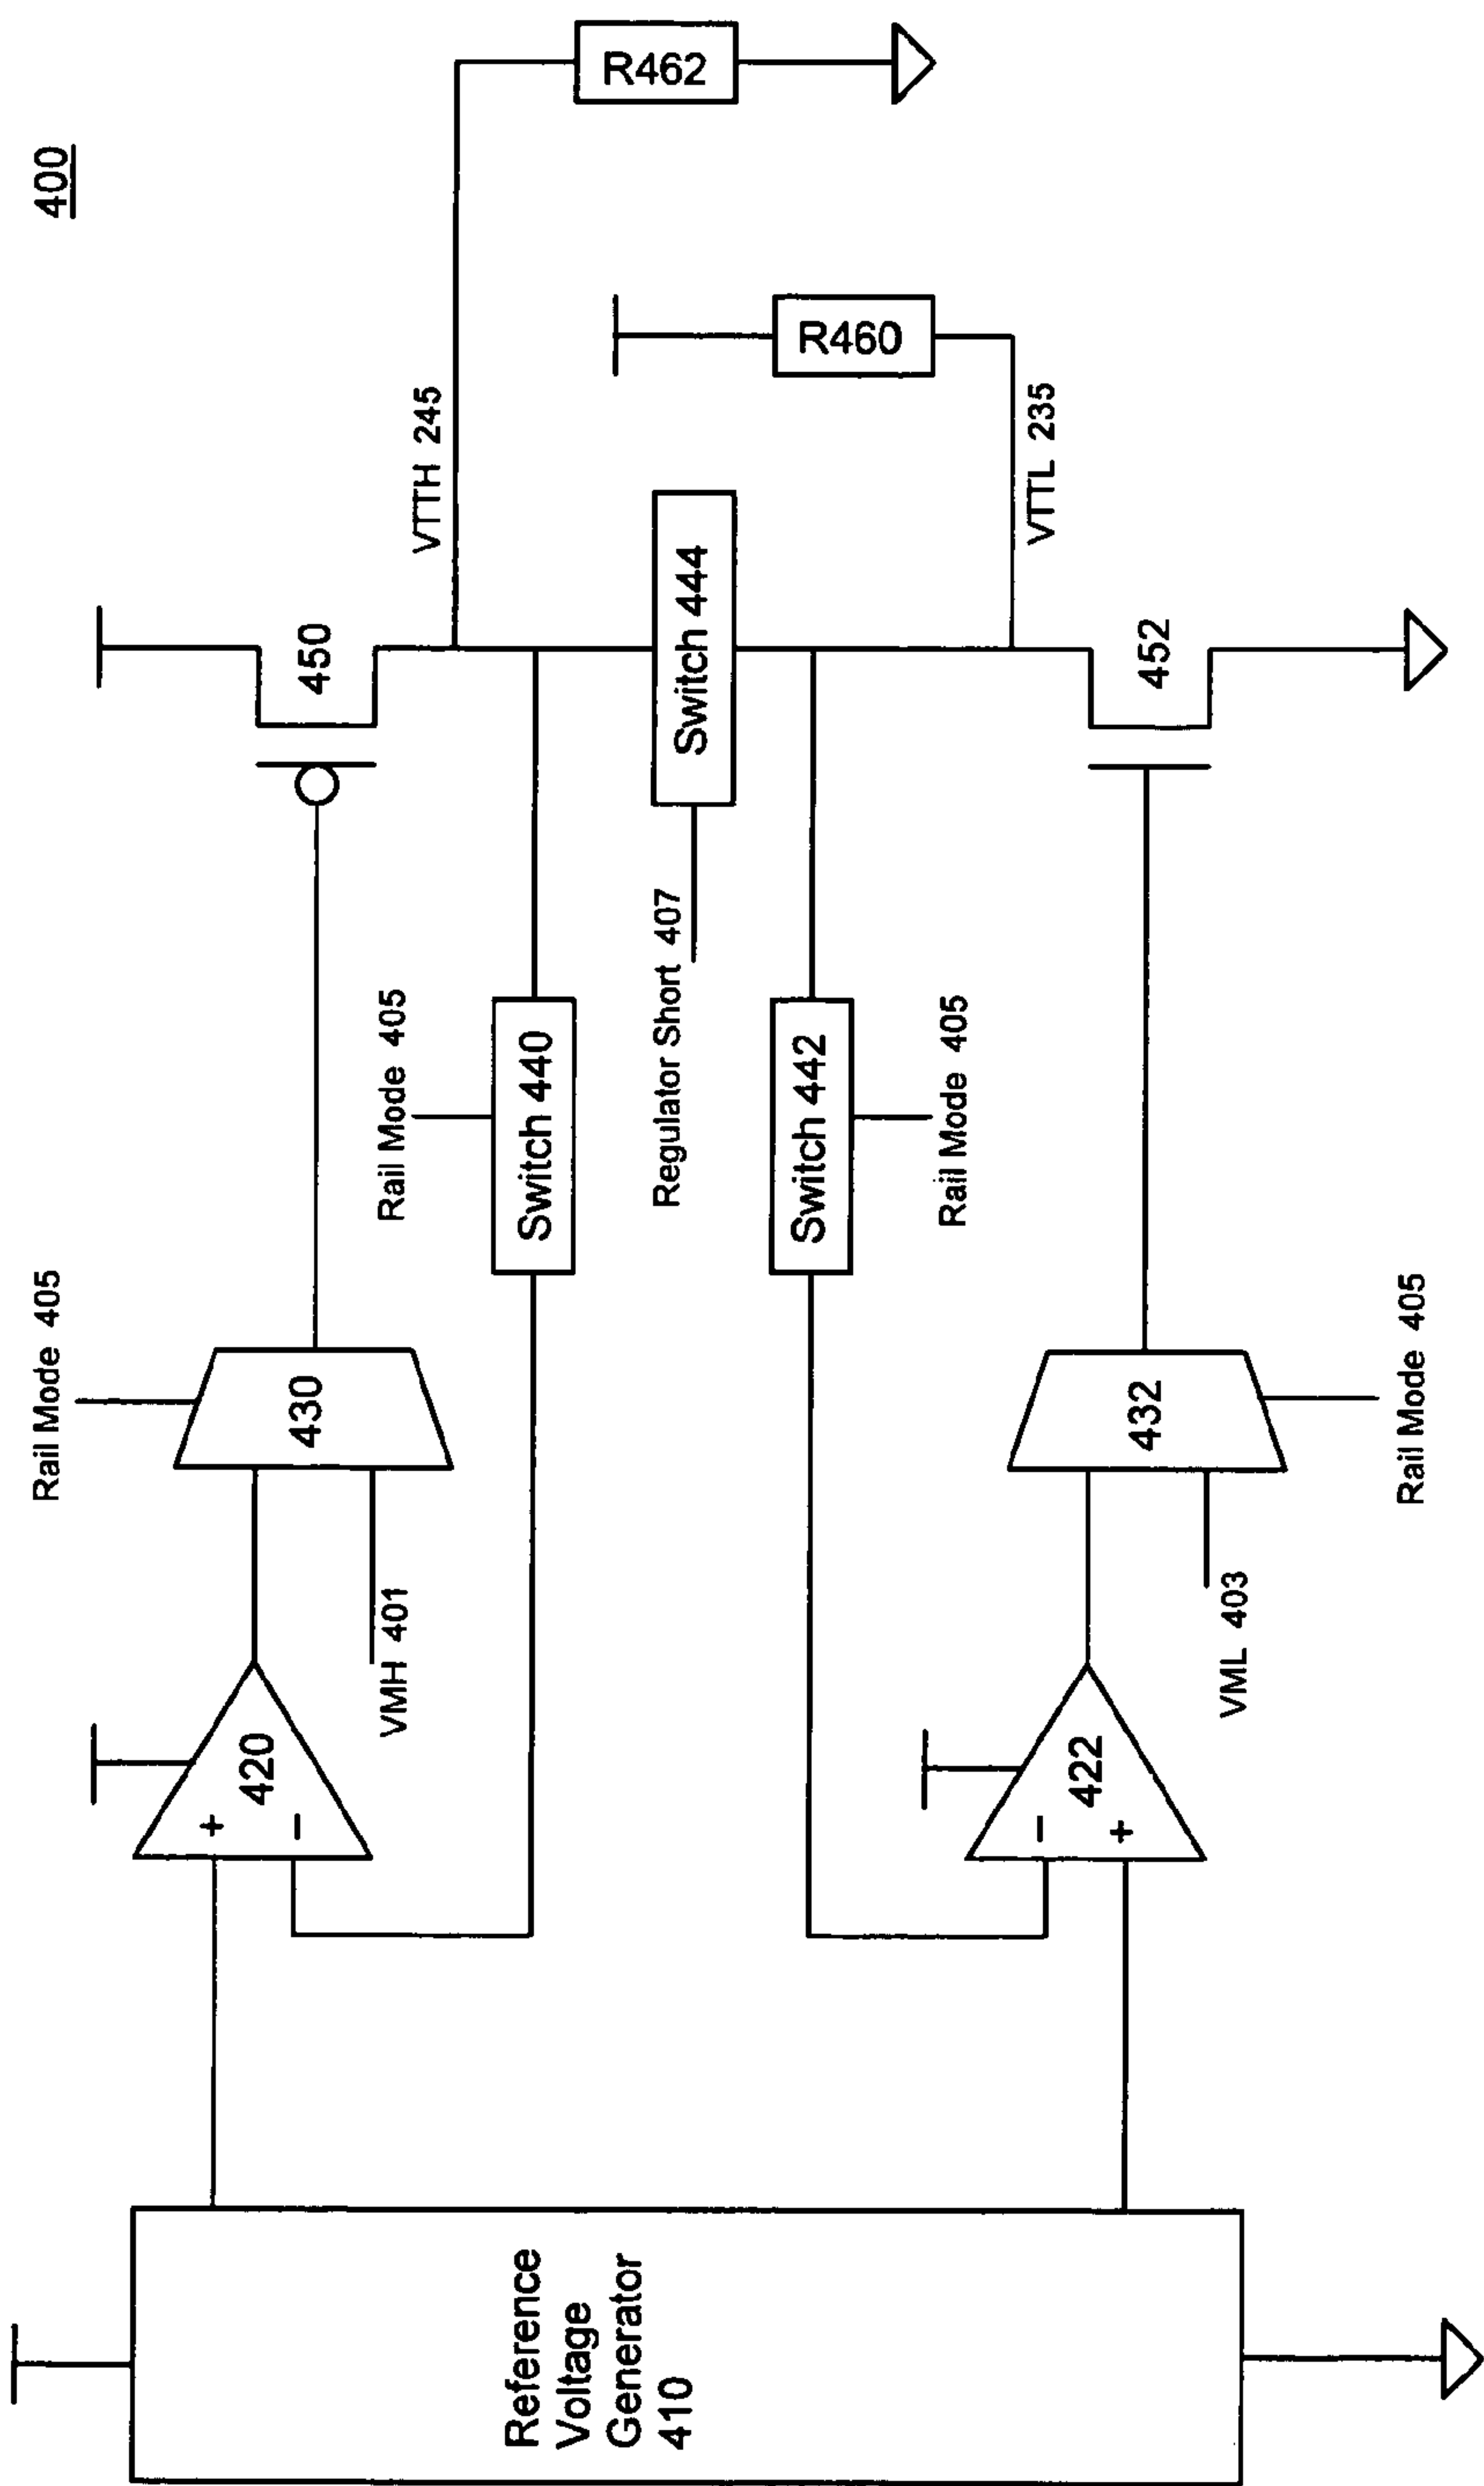 400
Reference
Voltage
Generator
410
+
−
420
VMH 401
Rail Mode 405
430
Rail Mode 405
Switch 440
450
VTTH 245
R462
Regulator Short 407
Switch 444
R460
Switch 442
Rail Mode 405
VTTL 235
−
+
422
VML 403
432
Rail Mode 405
452